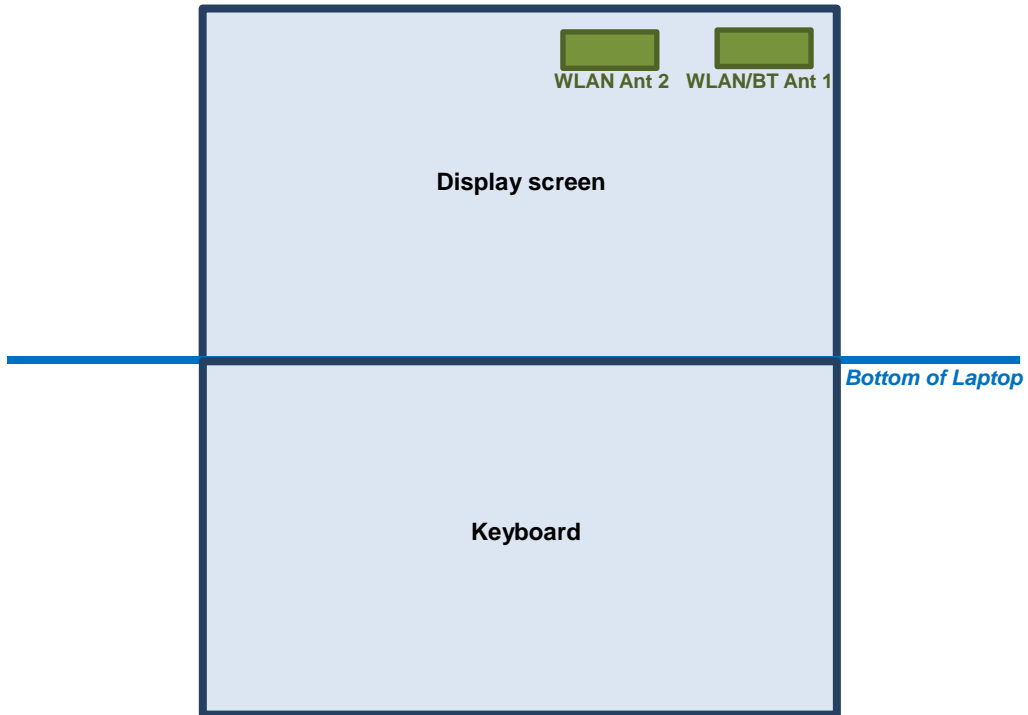 WLAN Ant 2 WLAN/BT Ant 1
Display screen
Bottom of Laptop
Keyboard